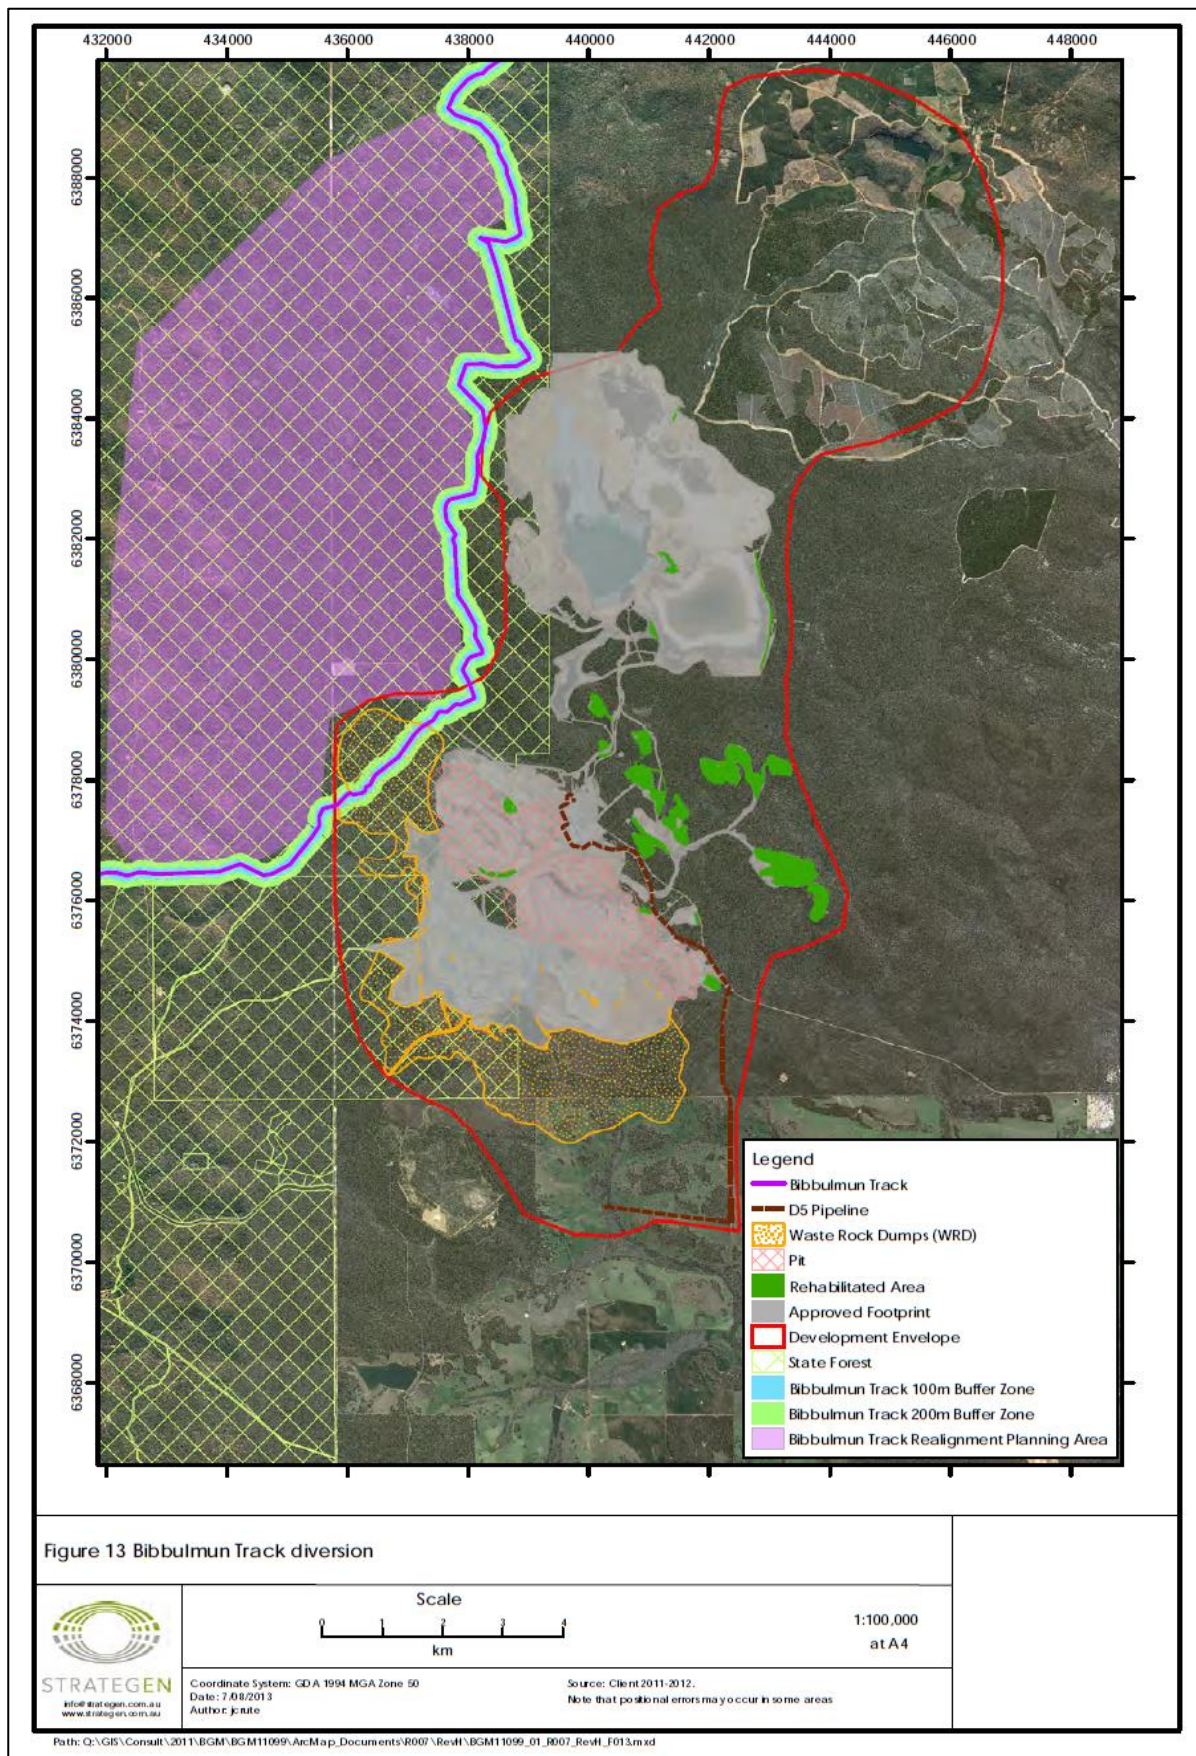 432000 434000 436000 438000 440000 442000 444000 446000 448000
6388000
6386000
6384000
6382000
6380000
6378000
6376000
6374000
6372000
6370000
6368000
Legend
Bibbulmun Track
D5 Pipeline
Waste Rock Dumps (WRD)
Pit
Rehabilitated Area
Approved Footprint
Development Envelope
State Forest
Bibbulmun Track 100m Buffer Zone
Bibbulmun Track 200m Buffer Zone
Bibbulmun Track Realignment Planning Area
Figure 13 Bibbulmun Track diversion
STRATEGEN
info@strategen.com.au
www.strategen.com.au
Scale
0 1 2 3 4
km
1:100,000
at A4
Coordinate System: GDA 1994 MGA Zone 50
Date: 7/08/2013
Author: jcrute
Source: Client 2011-2012.
Note that positional errors may occur in some areas
Path: Q:\GIS\Consult\2011\BGM\BGM11099\ArcMap_Documents\R007\RevH\BGM11099_01_R007_RevH_F013.mxd